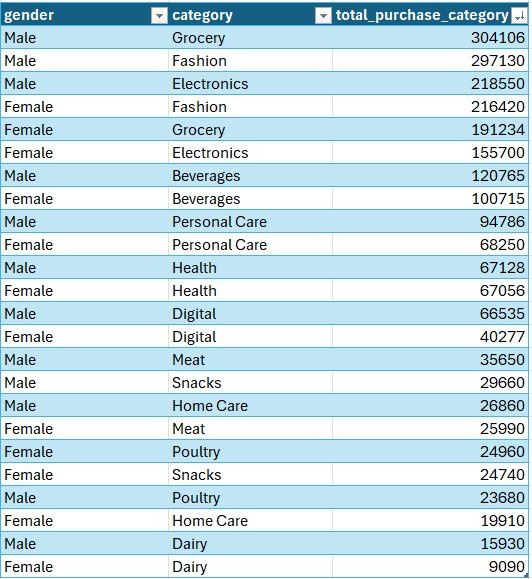 gender category total_purchase_category
Male Grocery 304106
Male Fashion 297130
Male Electronics 218550
Female Fashion 216420
Female Grocery 191234
Female Electronics 155700
Male Beverages 120765
Female Beverages 100715
Male Personal Care 94786
Female Personal Care 68250
Male Health 67128
Female Health 67056
Male Digital 66535
Female Digital 40277
Male Meat 35650
Male Snacks 29660
Male Home Care 26860
Female Meat 25990
Female Poultry 24960
Female Snacks 24740
Male Poultry 23680
Female Home Care 19910
Male Dairy 15930
Female Dairy 9090